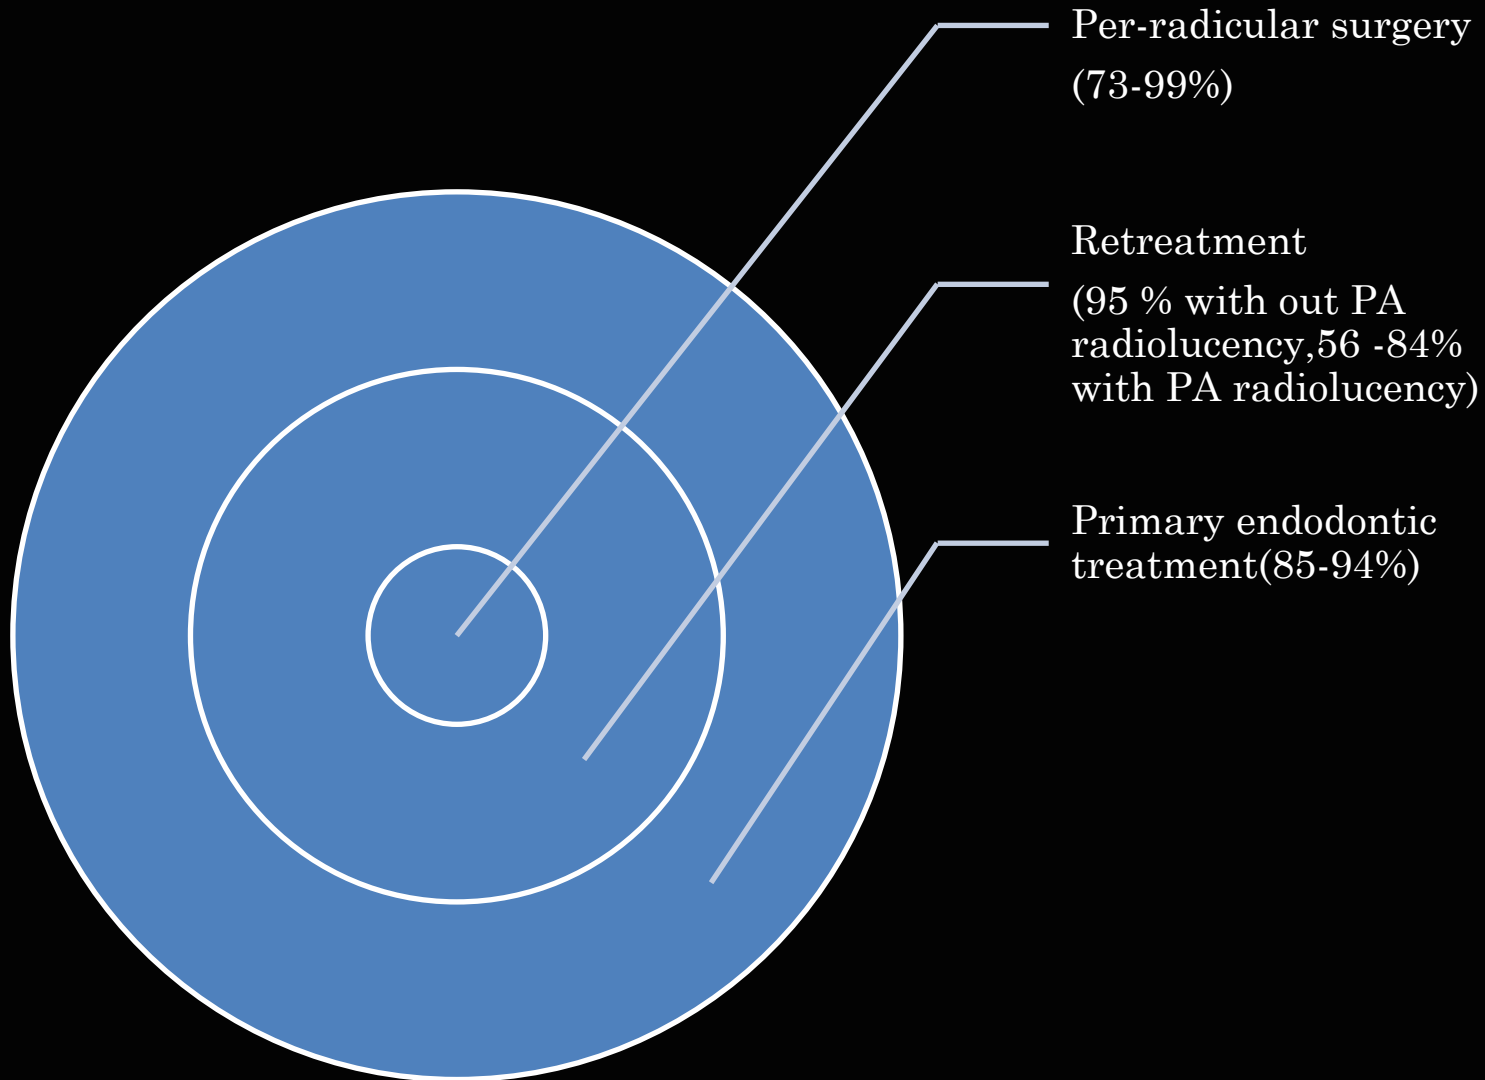 Per-radicular surgery
(73-99%)
Retreatment
(95 % with out PA
radiolucency,56 -84%
with PA radiolucency)
Primary endodontic
treatment(85-94%)